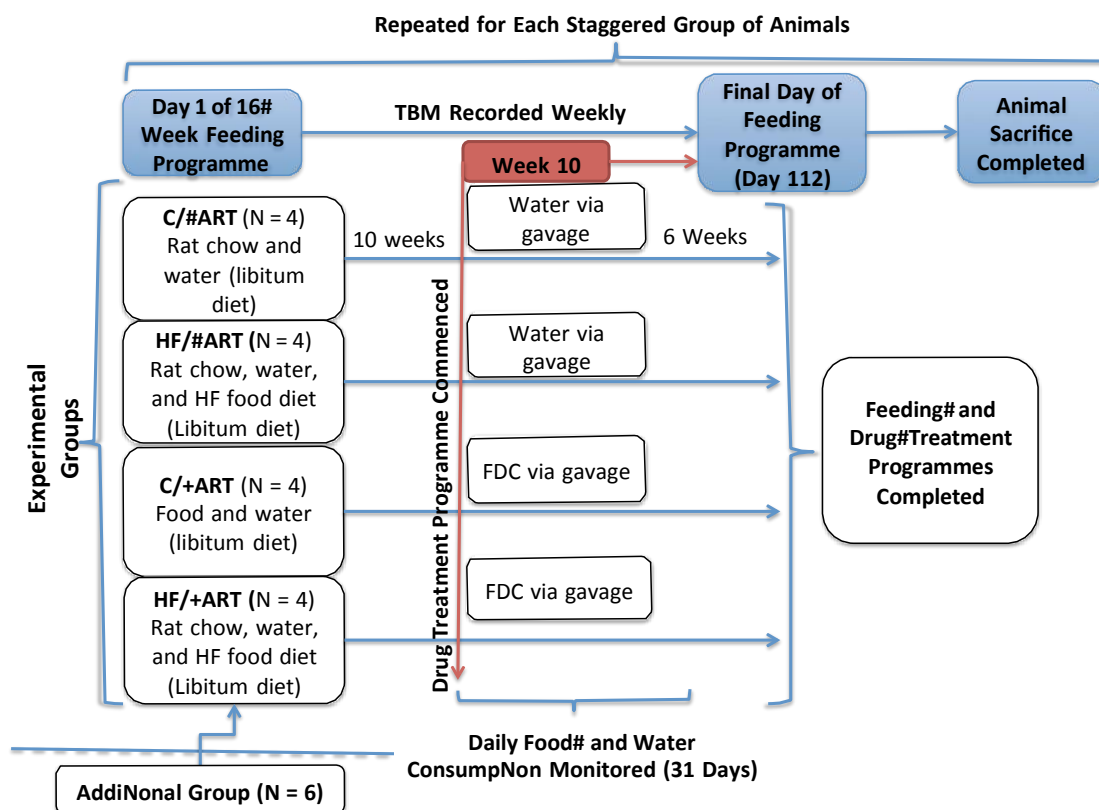 Repeated for Each Staggered Group of Animals
Day 1 of 16#
Week Feeding
Programme
TBM Recorded Weekly
Final Day of
Feeding
Programme
(Day 112)
Animal
Sacrifice
Completed
Week 10
Experimental
Groups
C/#ART (N = 4)
Rat chow and
water (libitum
diet)
10 weeks
Drug Treatment Programme Commenced
Water via
gavage
6 Weeks
HF/#ART (N = 4)
Rat chow, water,
and HF food diet
(Libitum diet)
Water via
gavage
C/+ART (N = 4)
Food and water
(libitum diet)
FDC via gavage
HF/+ART (N = 4)
Rat chow, water,
and HF food diet
(Libitum diet)
FDC via gavage
Feeding# and
Drug#Treatment
Programmes
Completed
Daily Food# and Water
ConsumpNon Monitored (31 Days)
AddiNonal Group (N = 6)